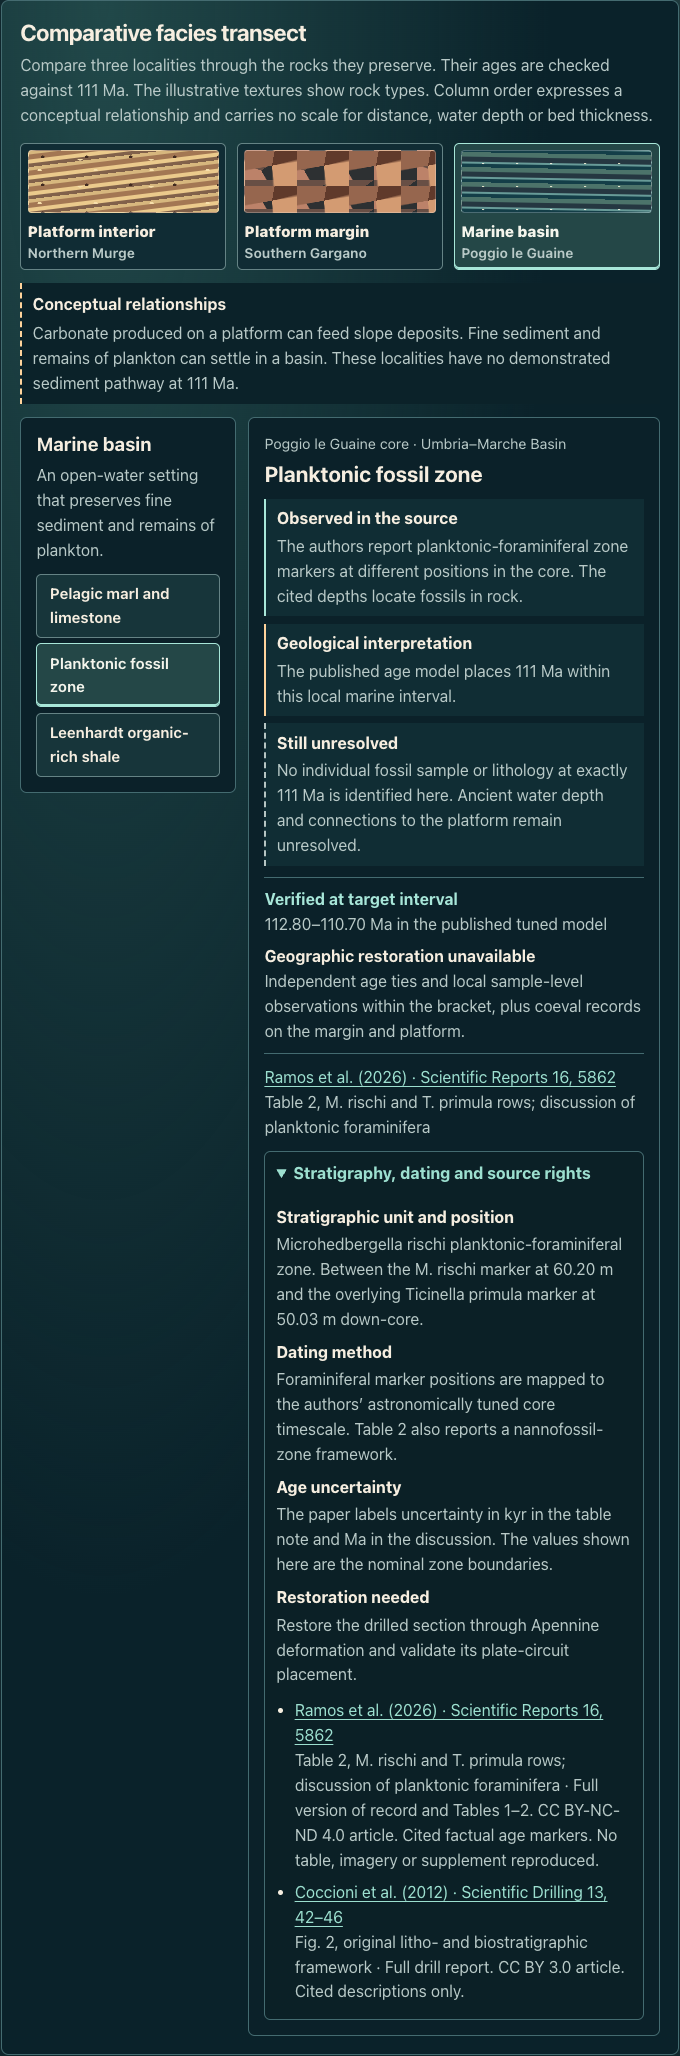 Comparative facies transect
Compare three localities through the rocks they preserve. Their ages are checked
against 111 Ma. The illustrative textures show rock types. Column order expresses a
conceptual relationship and carries no scale for distance, water depth or bed thickness.
Platform interior
Northern Murge
Platform margin
Southern Gargano
Marine basin
Poggio le Guaine
Conceptual relationships
Carbonate produced on a platform can feed slope deposits. Fine sediment and
remains of plankton can settle in a basin. These localities have no demonstrated
sediment pathway at 111 Ma.
Marine basin
An open-water setting
that preserves fine
sediment and remains of
plankton.
Pelagic marl and
limestone
Planktonic fossil
zone
Leenhardt organic-
rich shale
Poggio le Guaine core · Umbria–Marche Basin
Planktonic fossil zone
Observed in the source
The authors report planktonic-foraminiferal zone
markers at different positions in the core. The
cited depths locate fossils in rock.
Geological interpretation
The published age model places 111 Ma within
this local marine interval.
Still unresolved
No individual fossil sample or lithology at exactly
111 Ma is identified here. Ancient water depth
and connections to the platform remain
unresolved.
Verified at target interval
112.80–110.70 Ma in the published tuned model
Geographic restoration unavailable
Independent age ties and local sample-level
observations within the bracket, plus coeval records
on the margin and platform.
Ramos et al. (2026) · Scientific Reports 16, 5862
Table 2, M. rischi and T. primula rows; discussion of
planktonic foraminifera
▼ Stratigraphy, dating and source rights
Stratigraphic unit and position
Microhedbergella rischi planktonic-foraminiferal
zone. Between the M. rischi marker at 60.20 m
and the overlying Ticinella primula marker at
50.03 m down-core.
Dating method
Foraminiferal marker positions are mapped to
the authors’ astronomically tuned core
timescale. Table 2 also reports a nannofossil-
zone framework.
Age uncertainty
The paper labels uncertainty in kyr in the table
note and Ma in the discussion. The values shown
here are the nominal zone boundaries.
Restoration needed
Restore the drilled section through Apennine
deformation and validate its plate-circuit
placement.
• Ramos et al. (2026) · Scientific Reports 16,
5862
Table 2, M. rischi and T. primula rows;
discussion of planktonic foraminifera · Full
version of record and Tables 1–2. CC BY-NC-
ND 4.0 article. Cited factual age markers. No
table, imagery or supplement reproduced.
• Coccioni et al. (2012) · Scientific Drilling 13,
42–46
Fig. 2, original litho- and biostratigraphic
framework · Full drill report. CC BY 3.0 article.
Cited descriptions only.